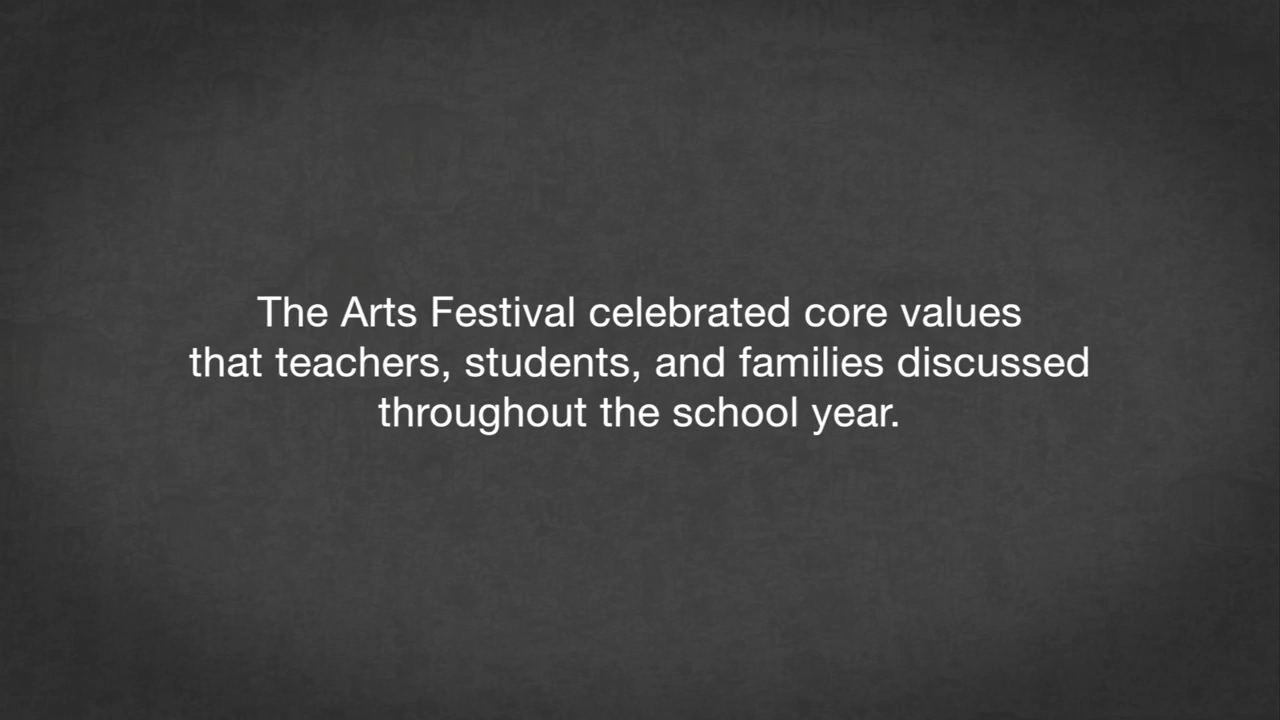 The Arts Festival celebrated core values
that teachers, students, and families discussed
throughout the school year.